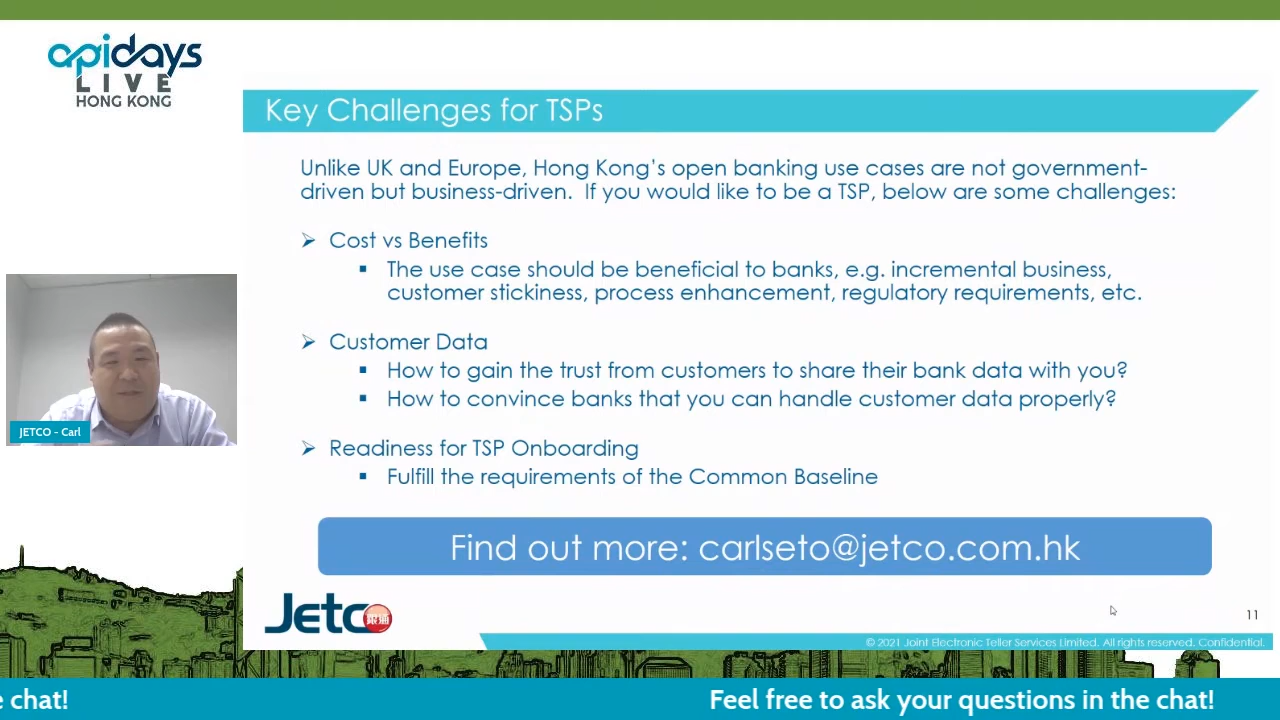 apidays
LIVE
HONG KONG
Key Challenges for TSPs
Unlike UK and Europe, Hong Kong's open banking use cases are not government-
driven but business-driven.  If you would like to be a TSP, below are some challenges:
➢ Cost vs Benefits
▪ The use case should be beneficial to banks, e.g. incremental business,
customer stickiness, process enhancement, regulatory requirements, etc.
➢ Customer Data
▪ How to gain the trust from customers to share their bank data with you?
▪ How to convince banks that you can handle customer data properly?
➢ Readiness for TSP Onboarding
▪ Fulfill the requirements of the Common Baseline
JETCO - Carl
Find out more: carlseto@jetco.com.hk
Jetco 銀通
11
© 2021 Joint Electronic Teller Services Limited. All rights reserved. Confidential.
e chat!
Feel free to ask your questions in the chat!